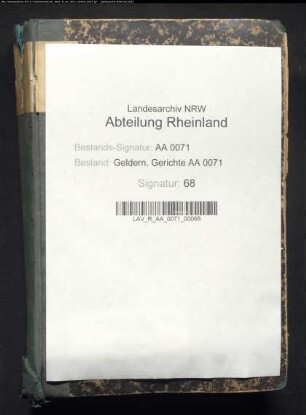 Landesarchiv NRW
Abteilung Rheinland
Bestands-Signatur: AA 0071
Bestand: Geldern, Gerichte AA 0071
Signatur: 68
LAV_R_AA_0071_00068